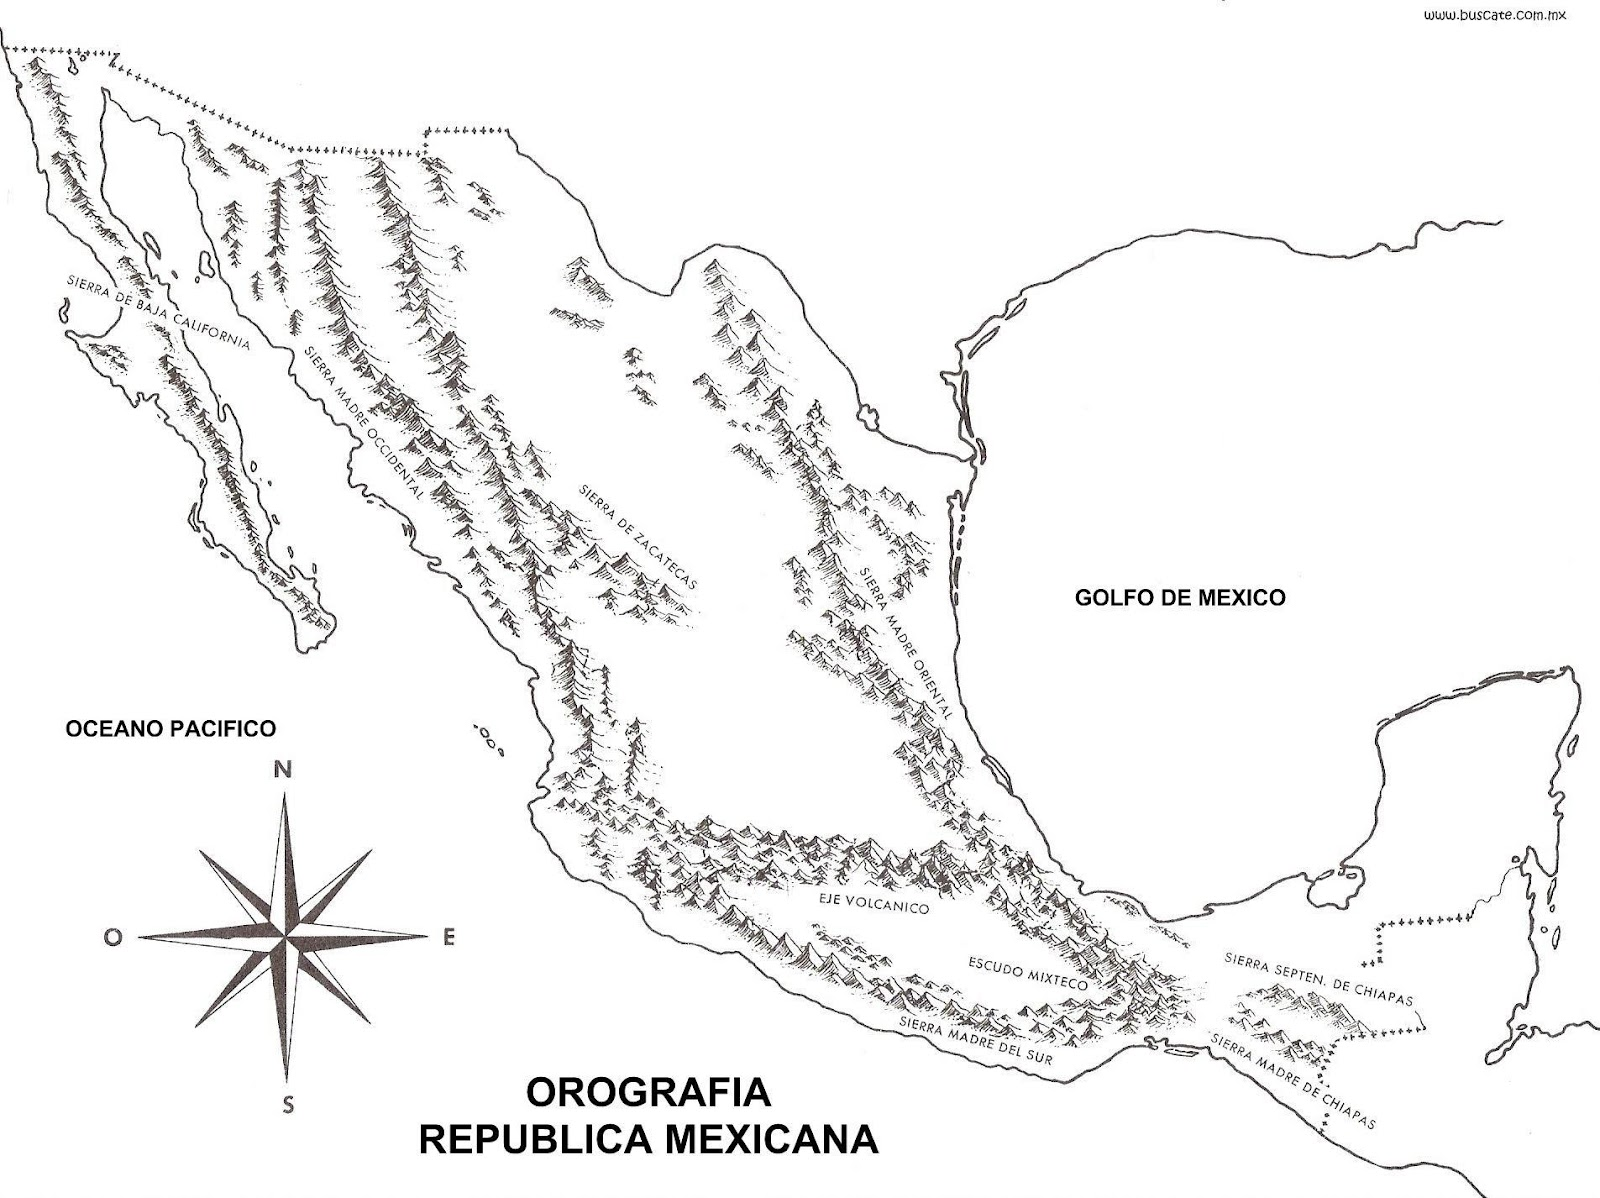 www.buscate.com.mx
SIERRA DE BAJA CALIFORNIA
SIERRA MADRE OCCIDENTAL
SIERRA DE ZACATECAS
SIERRA MADRE ORIENTAL
GOLFO DE MEXICO
OCEANO PACIFICO
N
O
E
S
EJE VOLCANICO
ESCUDO MIXTECO
SIERRA SEPTEN. DE CHIAPAS
SIERRA MADRE DEL SUR
SIERRA MADRE DE CHIAPAS
OROGRAFIA
REPUBLICA MEXICANA